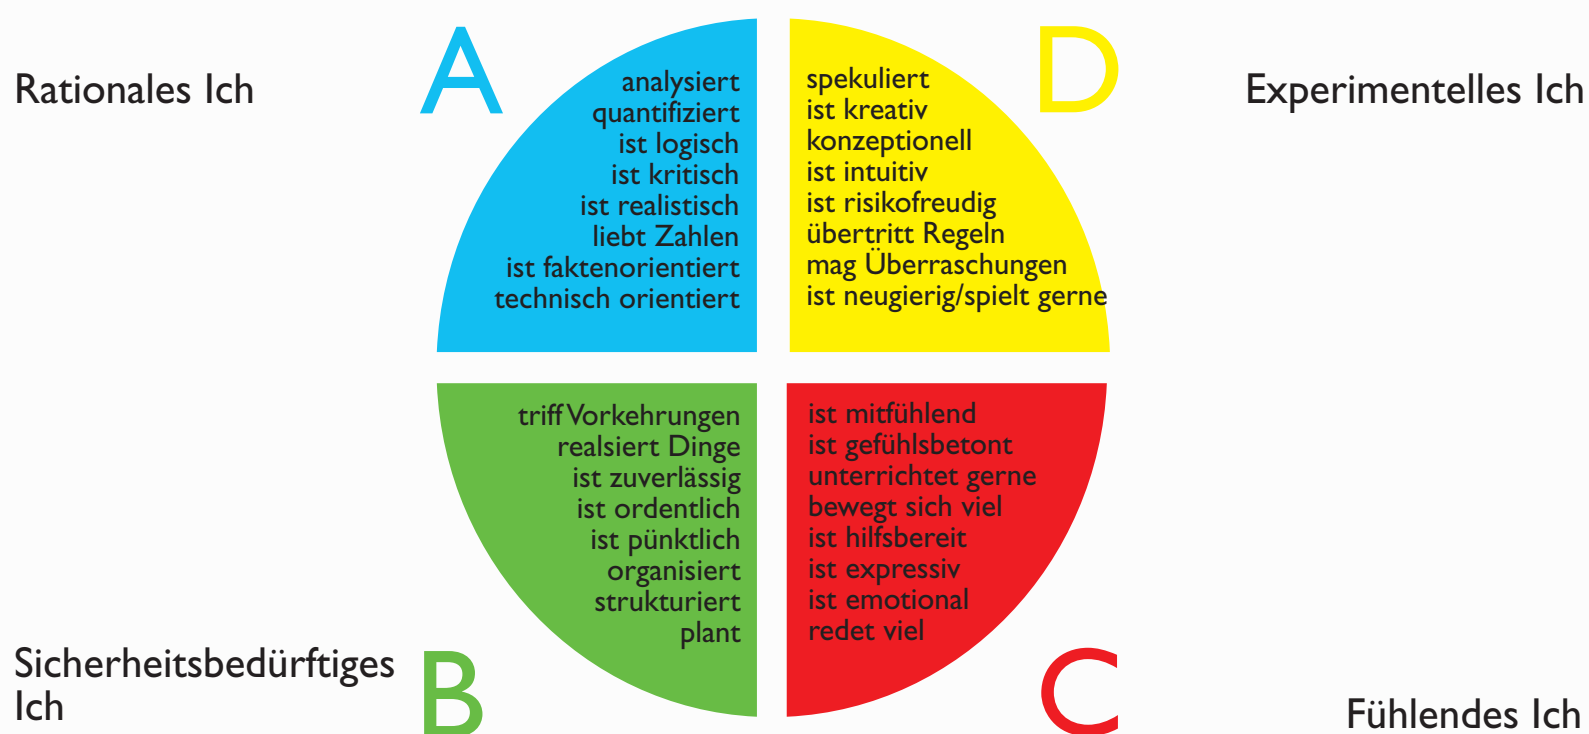 Rationales Ich
A
analysiert
quantifiziert
ist logisch
ist kritisch
ist realistisch
liebt Zahlen
ist faktenorientiert
technisch orientiert
spekuliert
ist kreativ
konzeptionell
ist intuitiv
ist risikofreudig
übertritt Regeln
mag Überraschungen
ist neugierig/spielt gerne
D
Experimentelles Ich
Sicherheitsbedürftiges
Ich
B
triff Vorkehrungen
realsiert Dinge
ist zuverlässig
ist ordentlich
ist pünktlich
organisiert
strukturiert
plant
ist mitfühlend
ist gefühlsbetont
unterrichtet gerne
bewegt sich viel
ist hilfsbereit
ist expressiv
ist emotional
redet viel
C
Fühlendes Ich